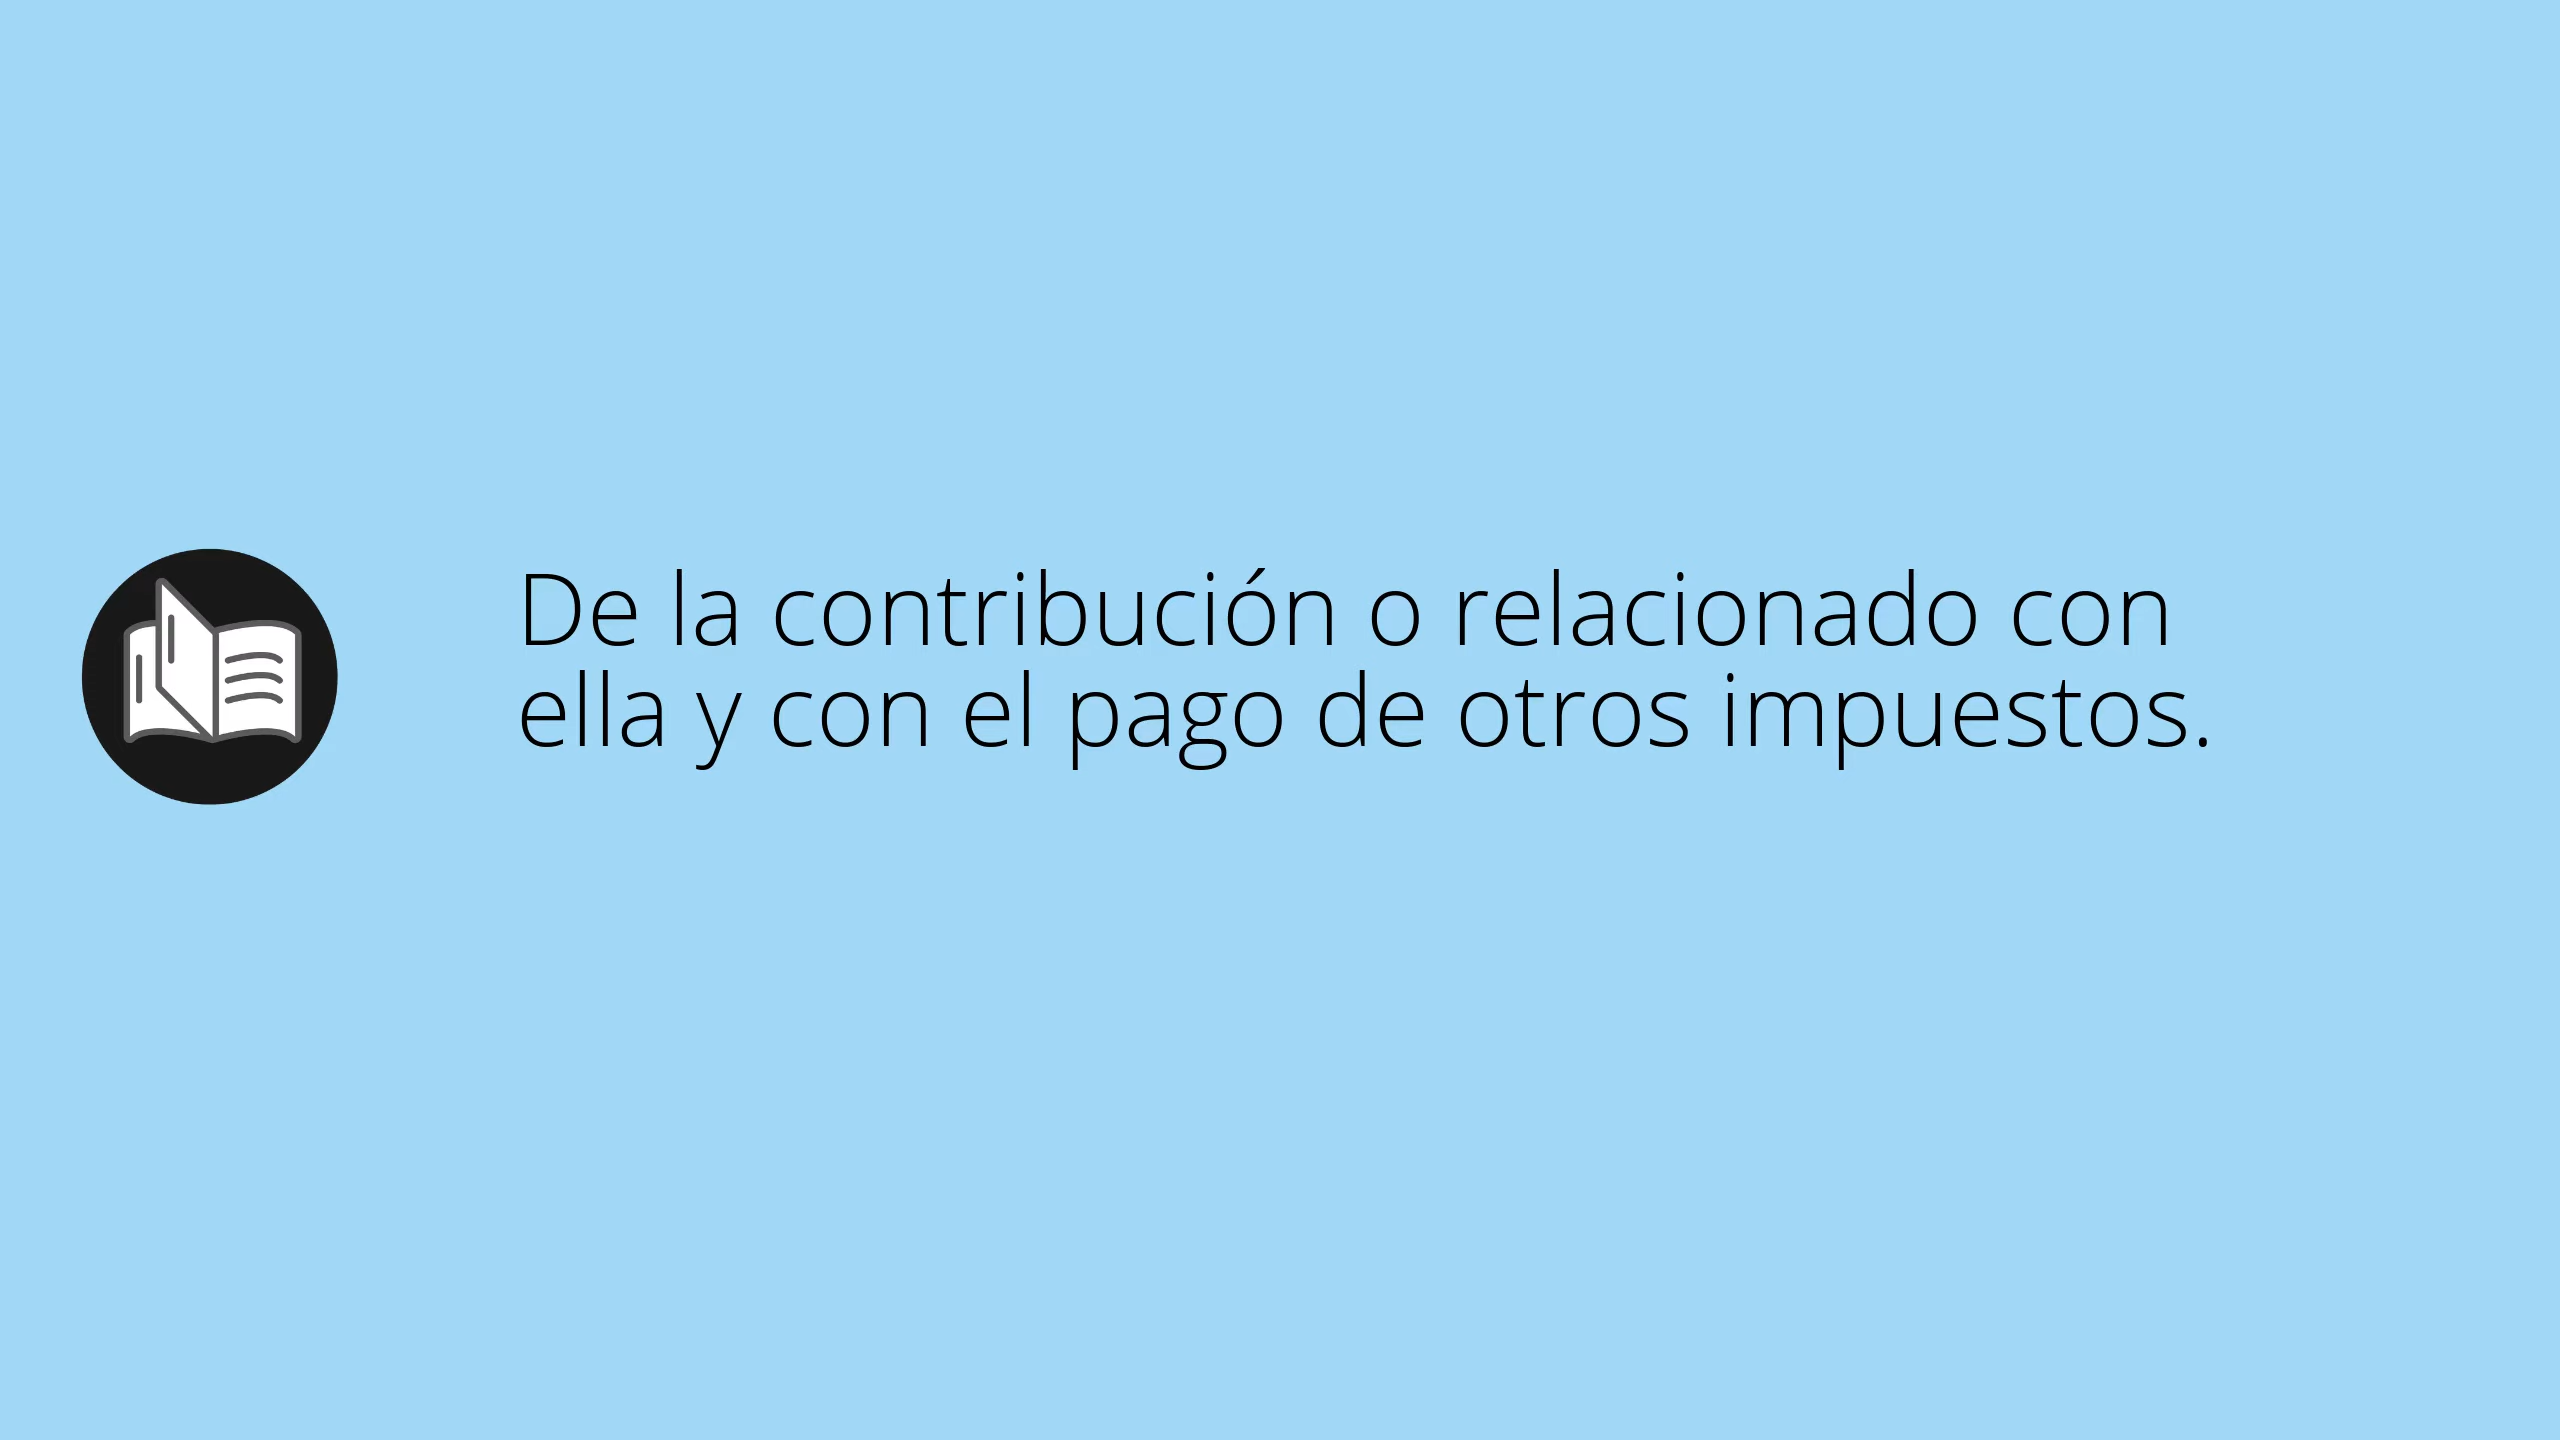 De la contribución o relacionado con
ella y con el pago de otros impuestos.